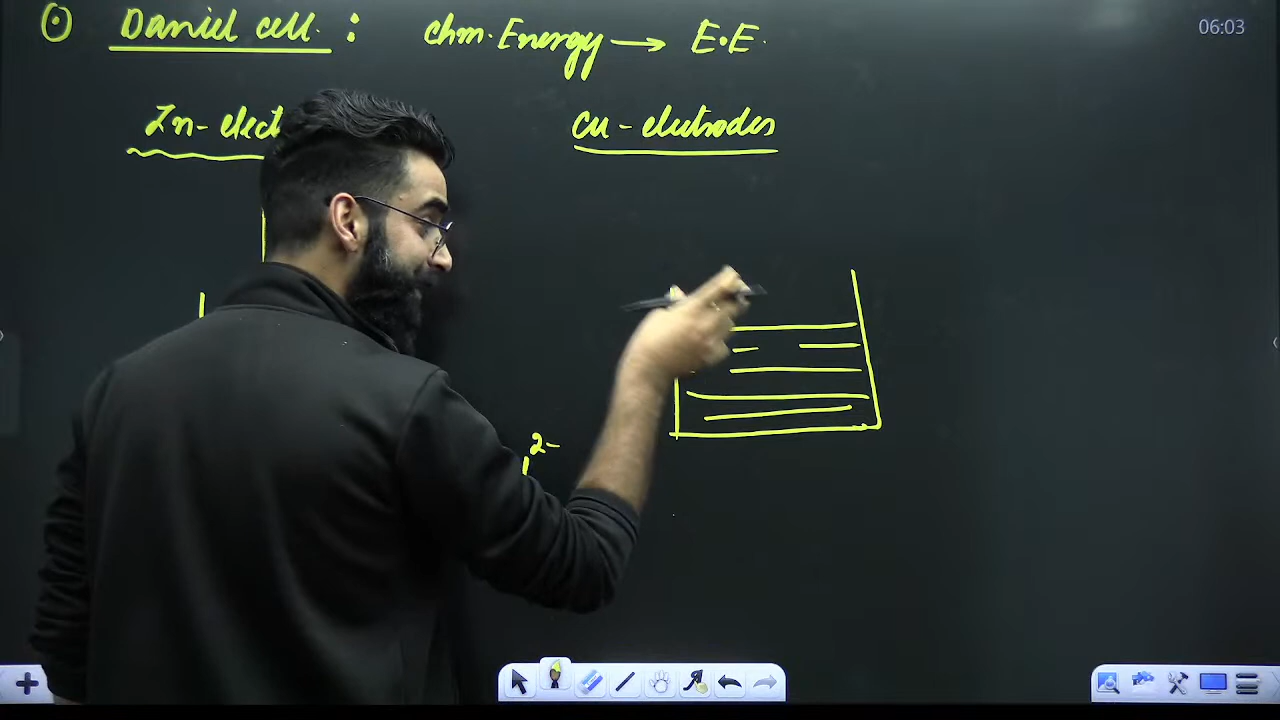 Daniel cell : chm. Energy → E.E. 06:03
Zn-elect
Cu-electrodes
2-